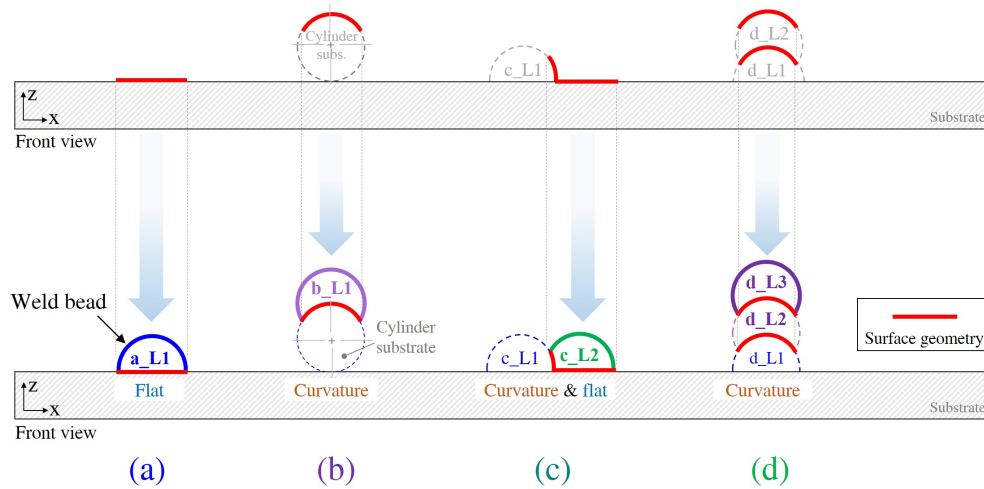 Cylinder
subs.
c_L1
d_L2
d_L1
Z
X
Substrate
Front view
Weld bead
a_L1
b_L1
Cylinder
substrate
c_L1
c_L2
d_L3
d_L2
d_L1
Surface geometry
Flat
Curvature
Curvature & flat
Curvature
Z
X
Substrate
Front view
(a)
(b)
(c)
(d)